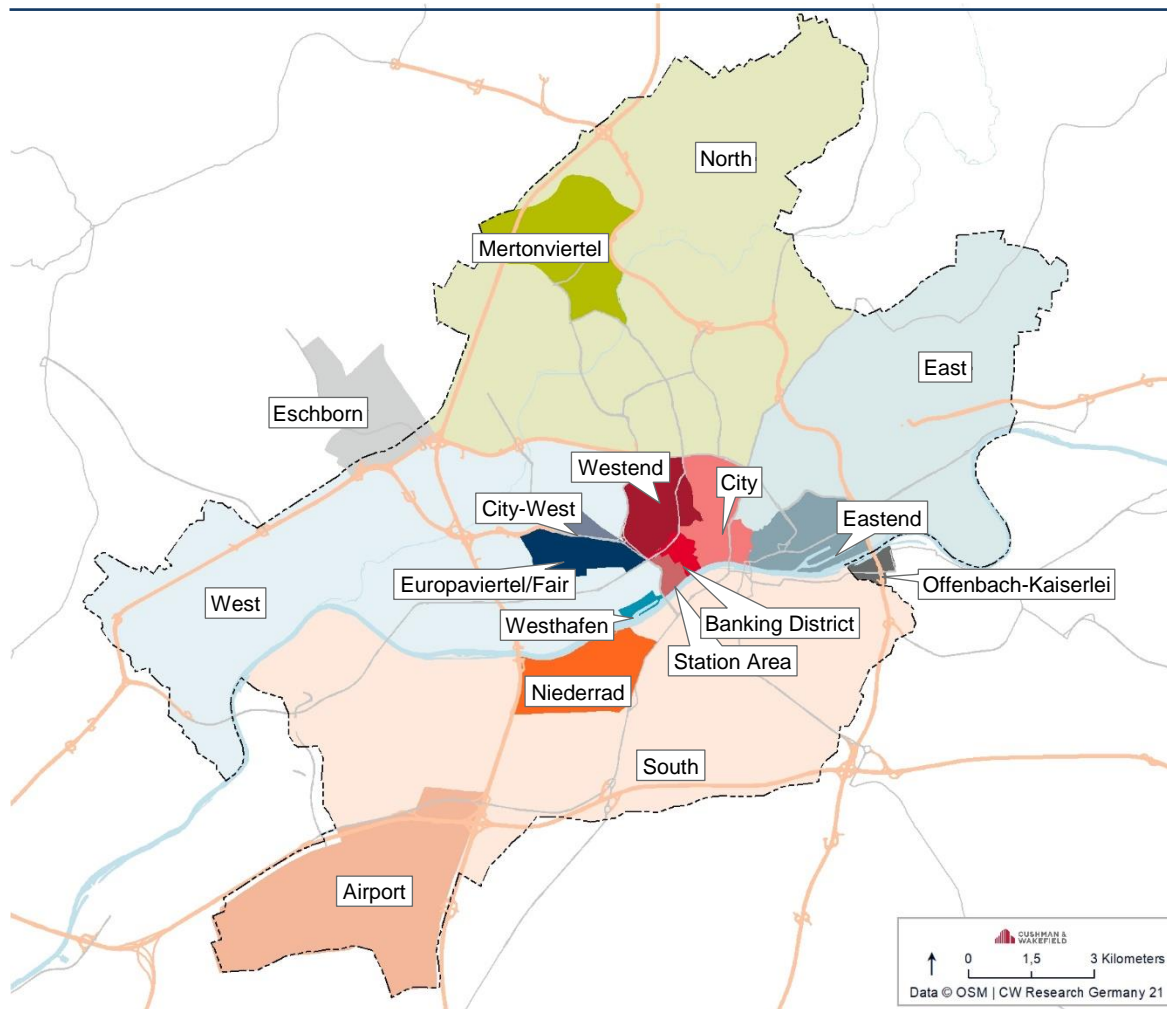 North
Mertonviertel
East
Eschborn
Westend
City
City-West
Eastend
Europaviertel/Fair
Offenbach-Kaiserlei
West
Westhafen
Banking District
Station Area
Niederrad
South
Airport
CUSHMAN &
WAKEFIELD
0 1,5 3 Kilometers
Data © OSM | CW Research Germany 21